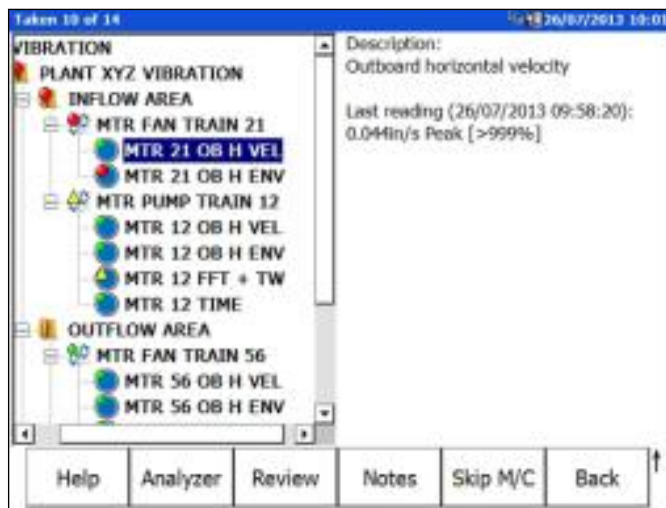 Taken 10 of 14
26/07/2013 10:01
VIBRATION
PLANT XYZ VIBRATION
INFLOW AREA
MTR FAN TRAIN 21
MTR 21 OB H VEL
MTR 21 OB H ENV
MTR PUMP TRAIN 12
MTR 12 OB H VEL
MTR 12 OB H ENV
MTR 12 FFT + TW
MTR 12 TIME
OUTFLOW AREA
MTR FAN TRAIN 56
MTR 56 OB H VEL
MTR 56 OB H ENV
Description:
Outboard horizontal velocity
Last reading (26/07/2013 09:58:20):
0.044in/s Peak [>999%]
Help
Analyzer
Review
Notes
Skip M/C
Back